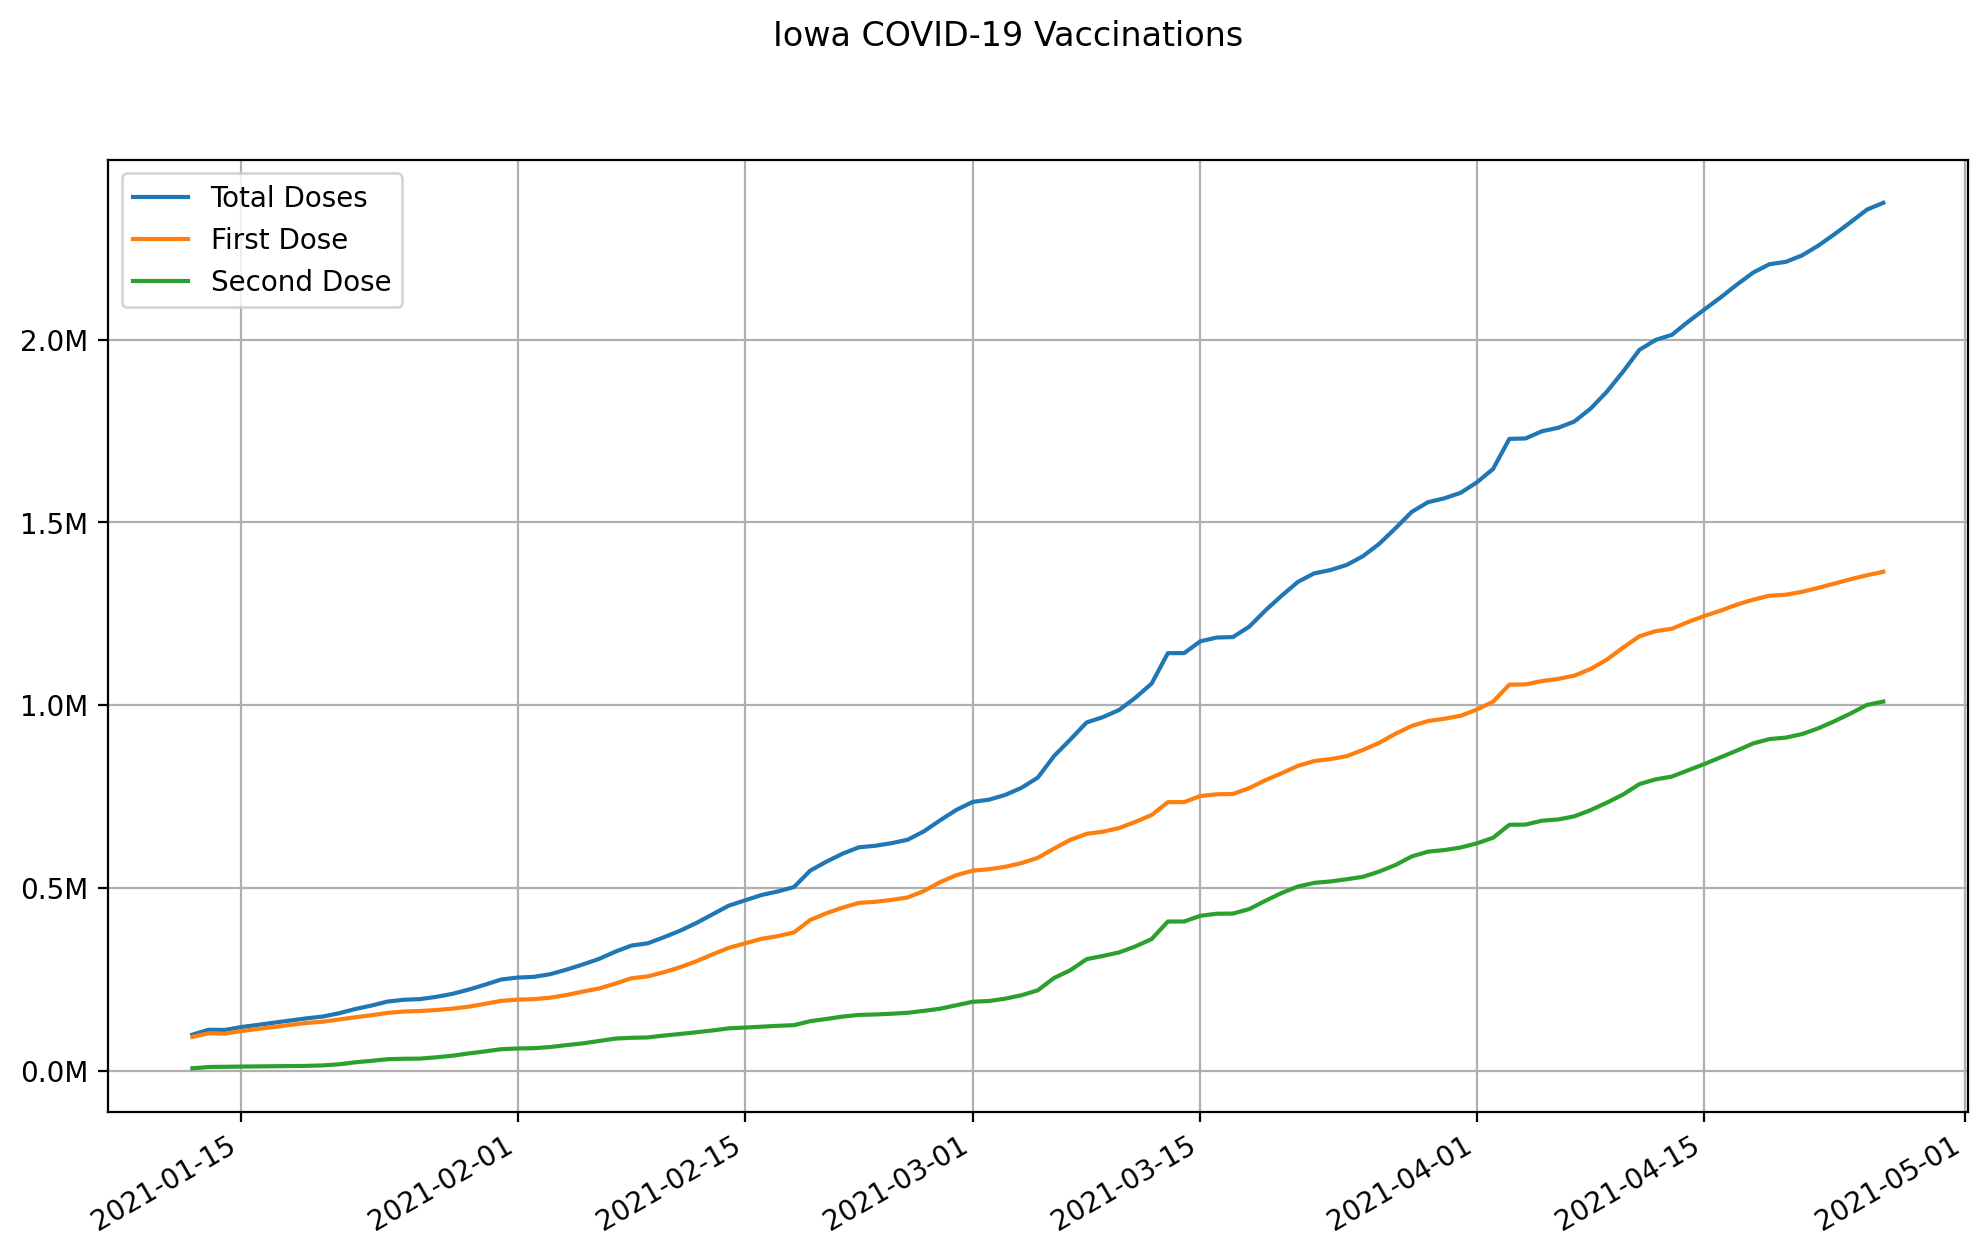 Iowa COVID-19 Vaccinations
Total Doses
First Dose
Second Dose
2.0M
1.5M
1.0M
0.5M
0.0M
2021-01-15
2021-02-01
2021-02-15
2021-03-01
2021-03-15
2021-04-01
2021-04-15
2021-05-01